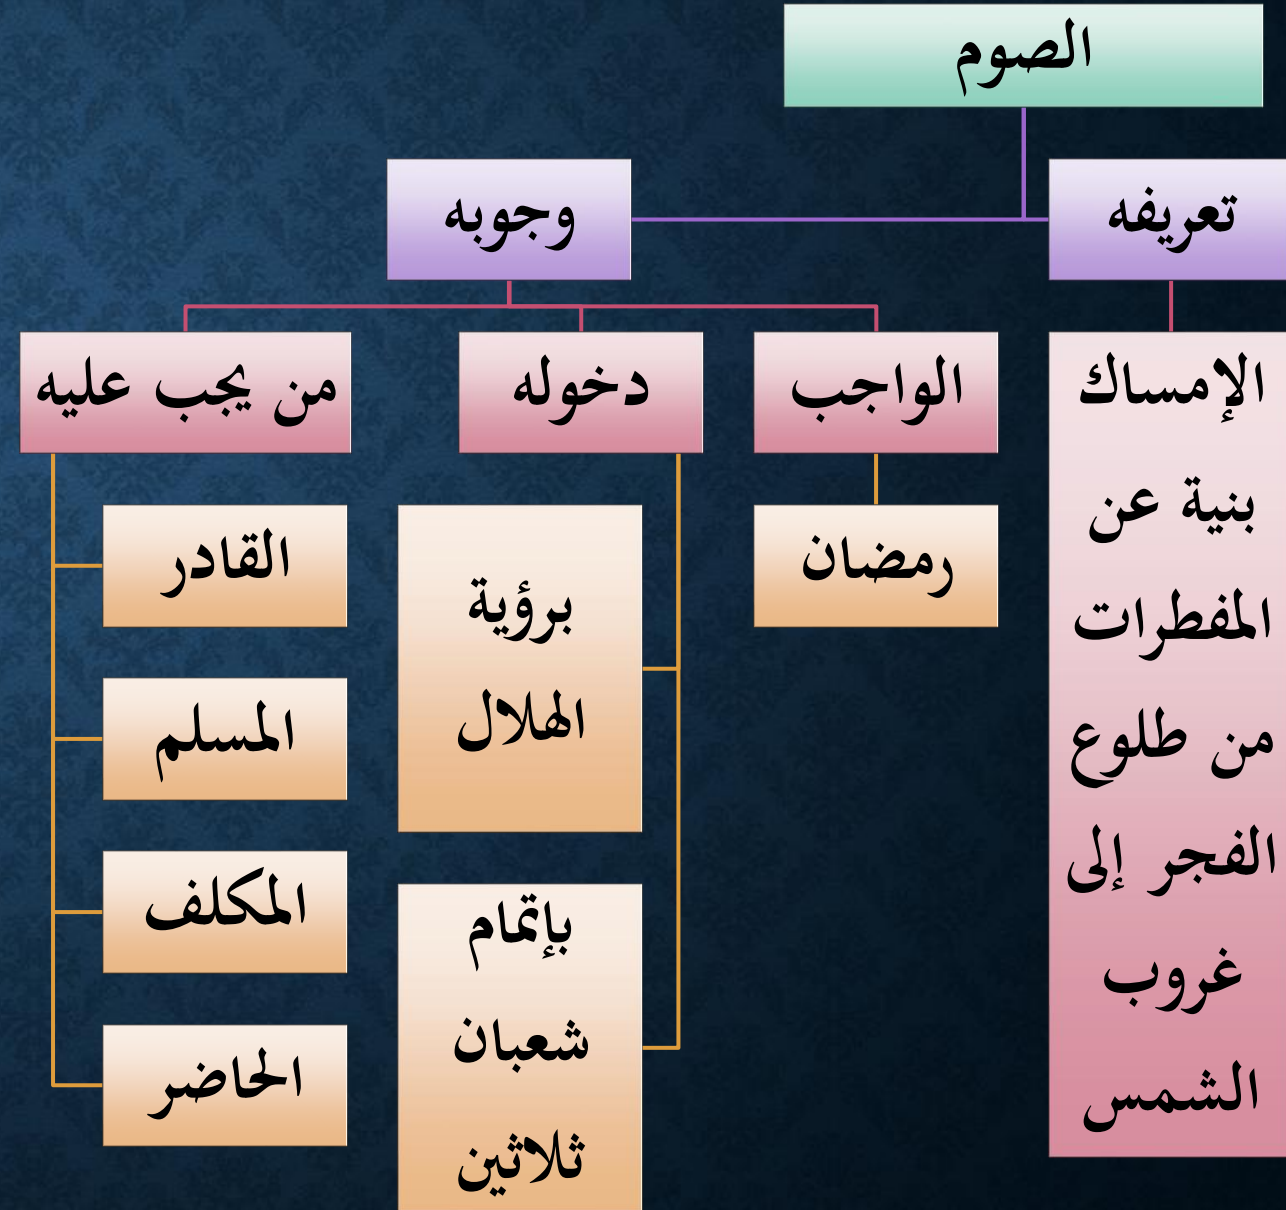 الصوم
تعريفه
وجوبه
الإمساك
بنية عن
المفطرات
من طلوع
الفجر إلى
غروب
الشمس
الواجب
رمضان
دخوله
برؤية
الهلال
بإتمام
شعبان
ثلاثين
من يجب عليه
القادر
المسلم
المكلف
الحاضر